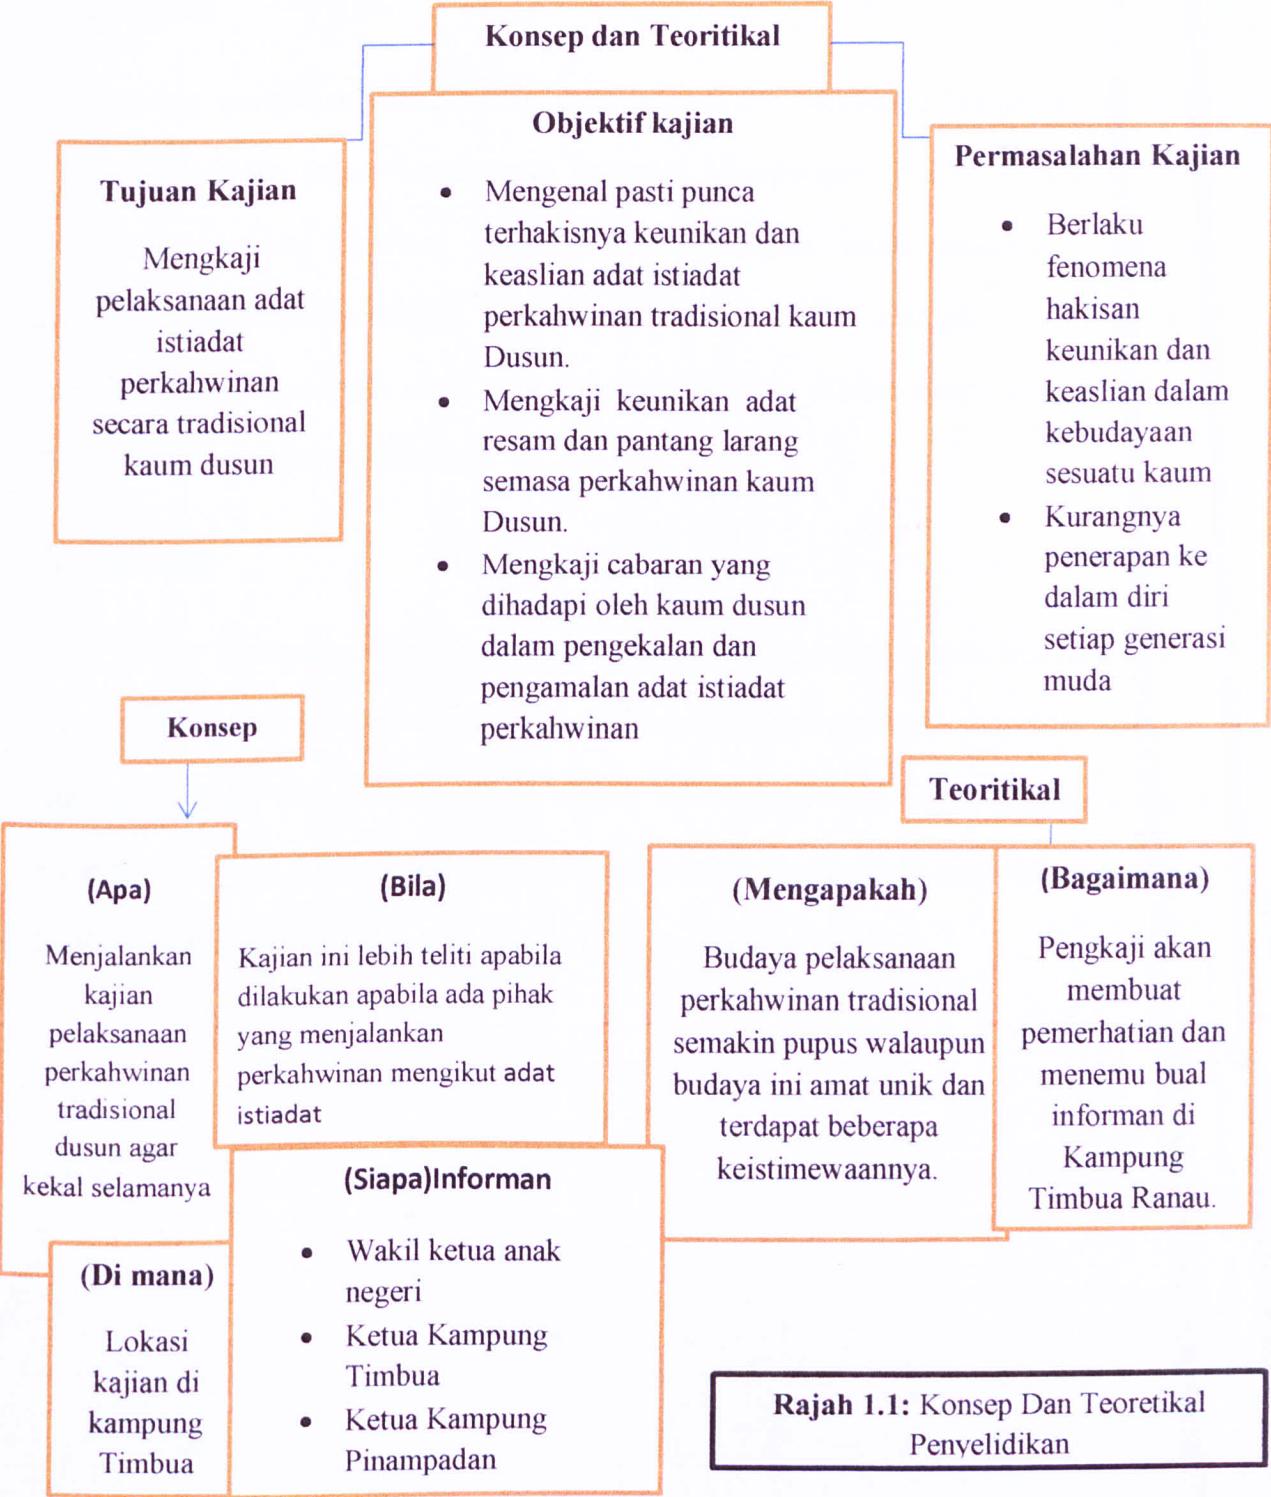 Konsep dan Teoritikal
Tujuan Kajian
Mengkaji
pelaksanaan adat
istiadat
perkahwinan
secara tradisional
kaum dusun
Objektif kajian
• Mengenal pasti punca
terhakisnya keunikan dan
keaslian adat istiadat
perkahwinan tradisional kaum
Dusun.
• Mengkaji keunikan adat
resam dan pantang larang
semasa perkahwinan kaum
Dusun.
• Mengkaji cabaran yang
dihadapi oleh kaum dusun
dalam pengekalan dan
pengamalan adat istiadat
perkahwinan
Permasalahan Kajian
• Berlaku
fenomena
hakisan
keunikan dan
keaslian dalam
kebudayaan
sesuatu kaum
• Kurangnya
penerapan ke
dalam diri
setiap generasi
muda
Konsep
(Apa)
Menjalankan
kajian
pelaksanaan
perkahwinan
tradisional
dusun agar
kekal selamanya
(Bila)
Kajian ini lebih teliti apabila
dilakukan apabila ada pihak
yang menjalankan
perkahwinan mengikut adat
istiadat
(Di mana)
Lokasi
kajian di
kampung
Timbua
(Siapa)Informan
• Wakil ketua anak
negeri
• Ketua Kampung
Timbua
• Ketua Kampung
Pinampadan
Teoritikal
(Mengapakah)
Budaya pelaksanaan
perkahwinan tradisional
semakin pupus walaupun
budaya ini amat unik dan
terdapat beberapa
keistimewaannya.
(Bagaimana)
Pengkaji akan
membuat
pemerhatian dan
menemu bual
informan di
Kampung
Timbua Ranau.
Rajah 1.1: Konsep Dan Teoretikal
Penyelidikan